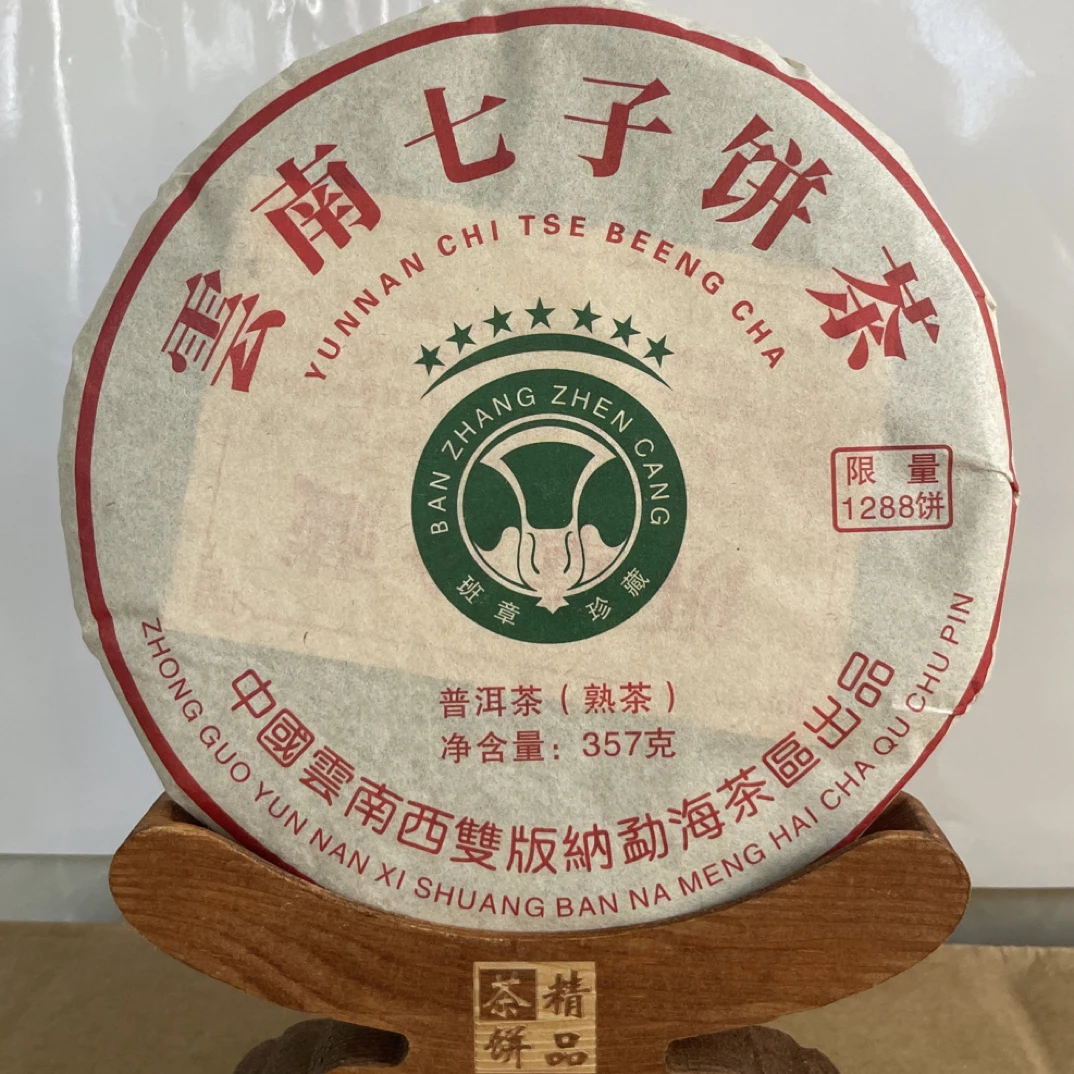 雲南七子饼茶
YUNNAN CHI TSE BEENG CHA
BAN ZHANG ZHEN CANG
班章珍藏
限量
1288饼
普洱茶（熟茶）
净含量：357克
中國雲南西雙版納勐海茶區出品
ZHONG GUO YUN NAN XI SHUANG BAN NA MENG HAI CHA QU CHU PIN
精品
茶饼